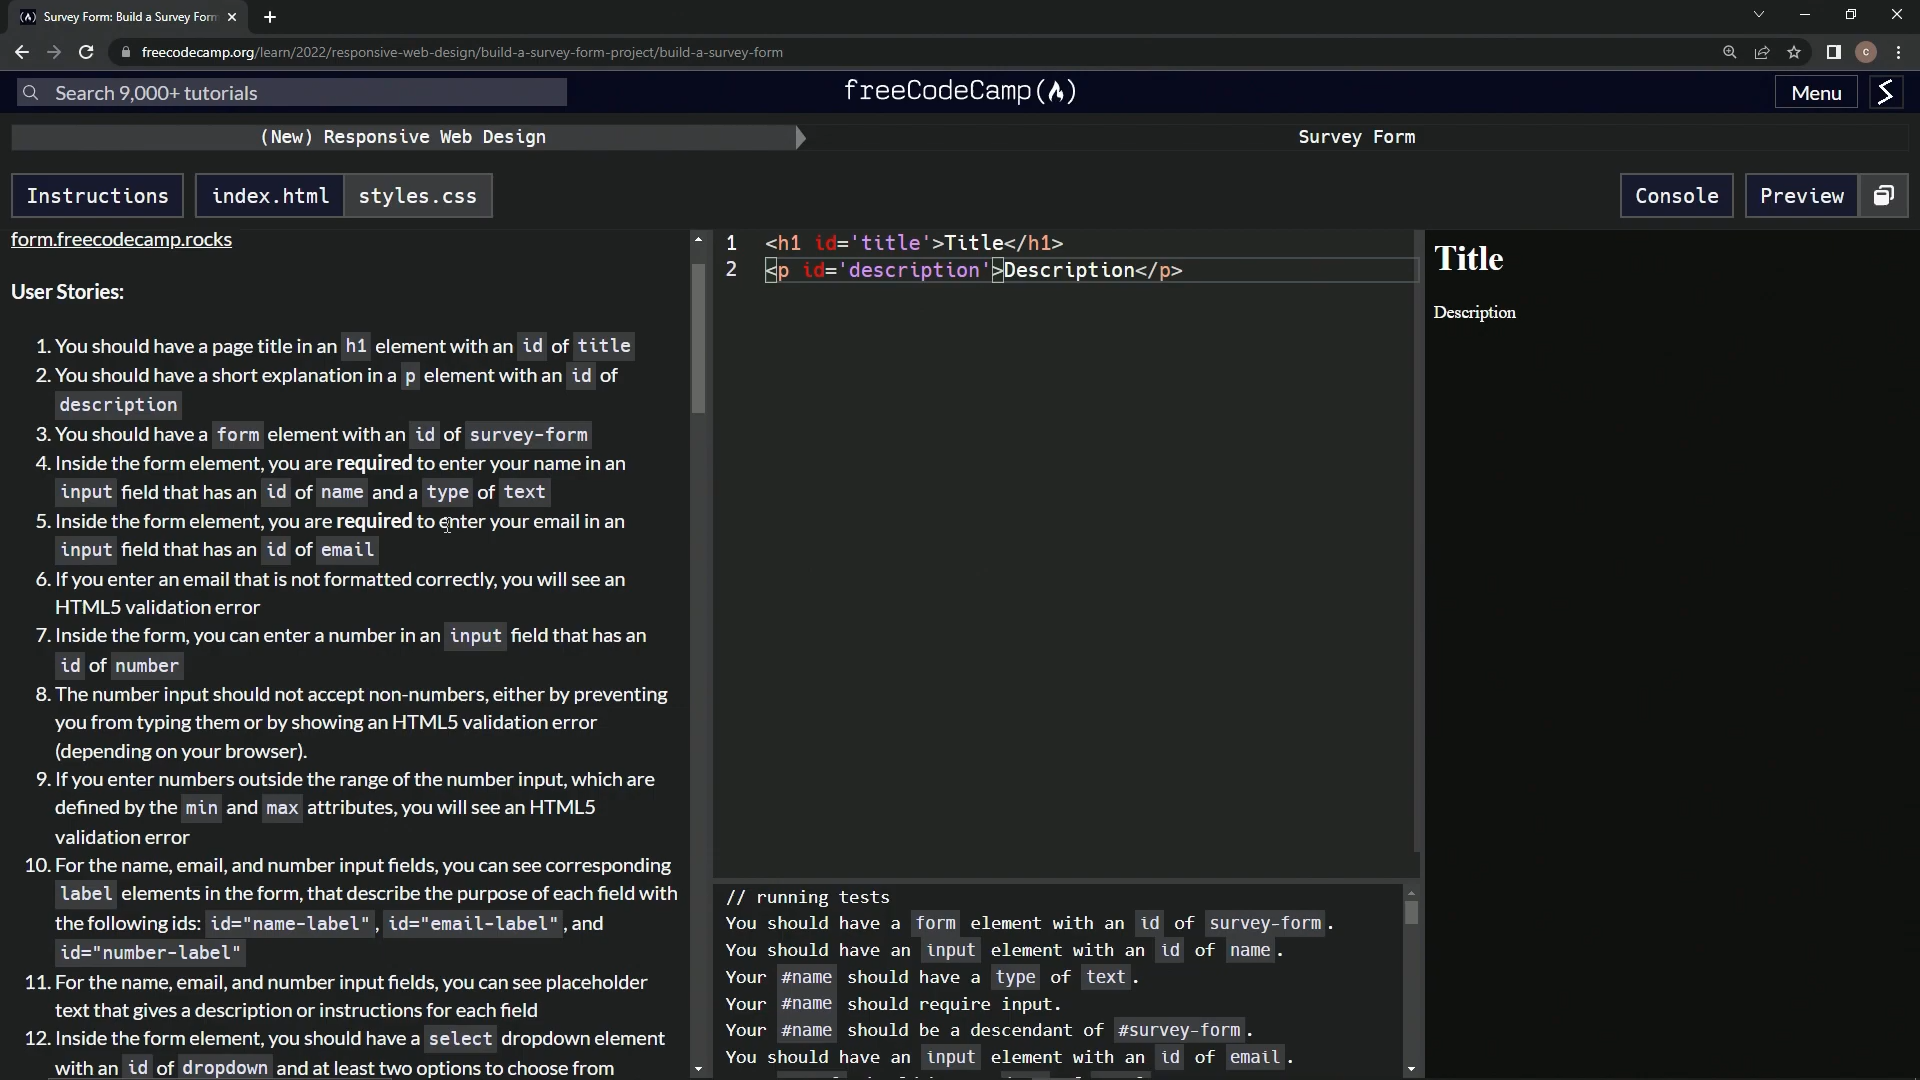 Survey Form: Build a Survey Form
freecodecamp.org/learn/2022/responsive-web-design/build-a-survey-form-project/build-a-survey-form
C
Search 9,000+ tutorials
freeCodeCamp
Menu
(New) Responsive Web Design
Survey Form
Instructions
index.html
styles.css
Console
Preview
form.freecodecamp.rocks
User Stories:
1. You should have a page title in an h1 element with an id of title
2. You should have a short explanation in a p element with an id of
description
3. You should have a form element with an id of survey-form
4. Inside the form element, you are required to enter your name in an
input field that has an id of name and a type of text
5. Inside the form element, you are required to enter your email in an
input field that has an id of email
6. If you enter an email that is not formatted correctly, you will see an
HTML5 validation error
7. Inside the form, you can enter a number in an input field that has an
id of number
8. The number input should not accept non-numbers, either by preventing
you from typing them or by showing an HTML5 validation error
(depending on your browser).
9. If you enter numbers outside the range of the number input, which are
defined by the min and max attributes, you will see an HTML5
validation error
10. For the name, email, and number input fields, you can see corresponding
label elements in the form, that describe the purpose of each field with
the following ids: id="name-label", id="email-label", and
id="number-label"
11. For the name, email, and number input fields, you can see placeholder
text that gives a description or instructions for each field
12. Inside the form element, you should have a select dropdown element
with an id of dropdown and at least two options to choose from
1 <h1 id='title'>Title</h1>
2 <p id='description'>Description</p>
// running tests
You should have a form element with an id of survey-form.
You should have an input element with an id of name.
Your #name should have a type of text.
Your #name should require input.
Your #name should be a descendant of #survey-form.
You should have an input element with an id of email.
Title
Description